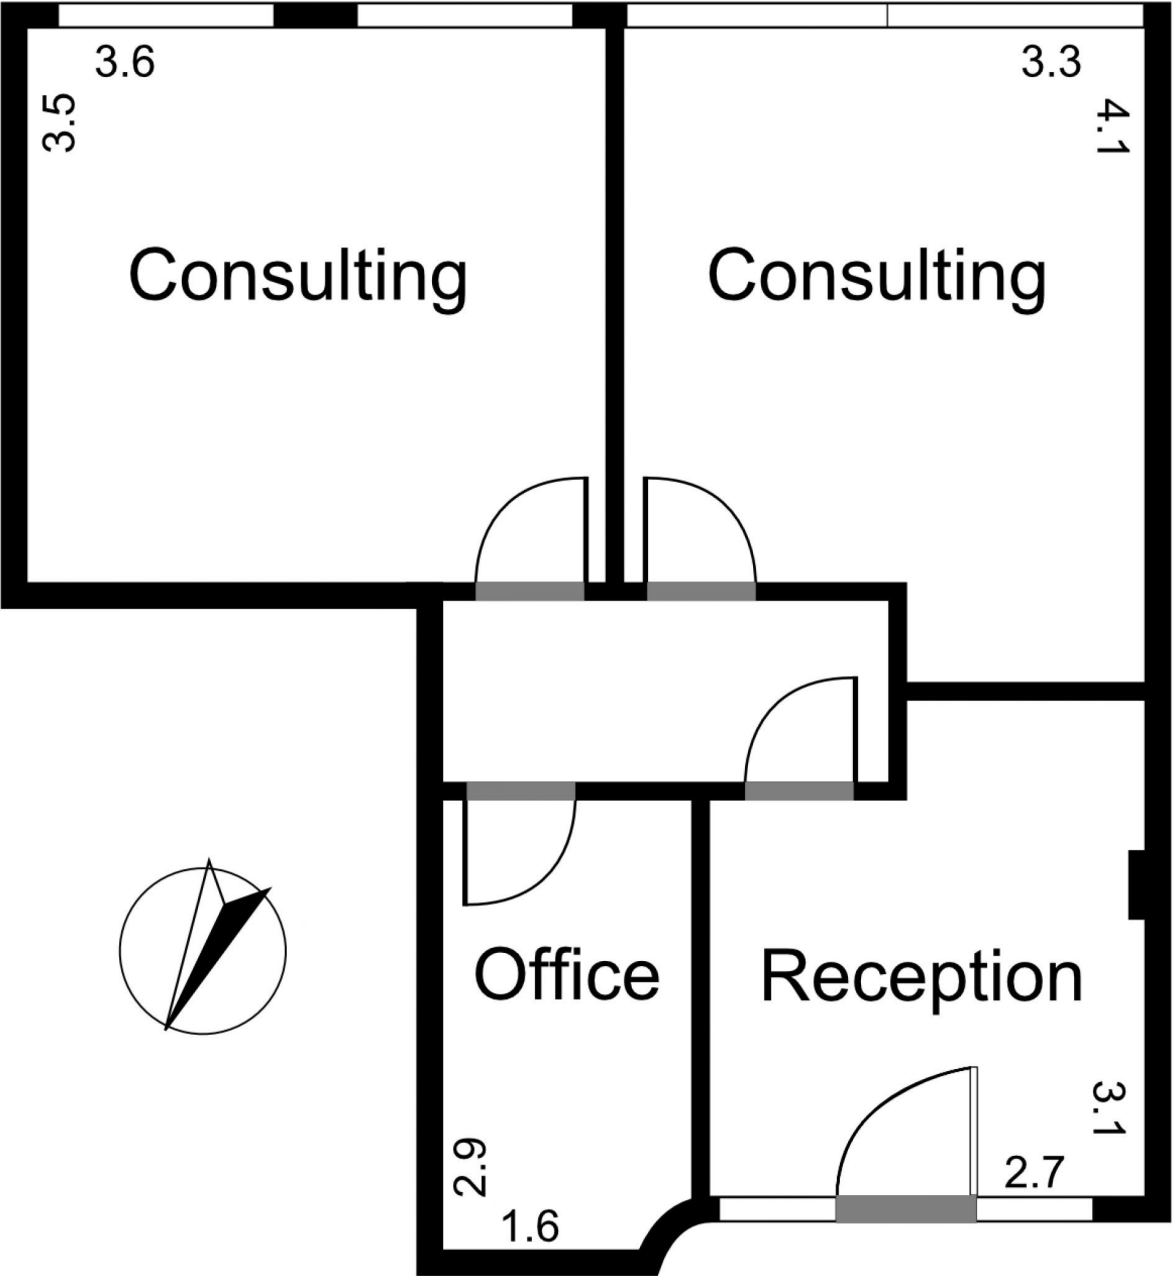 3.6
3.3
3.5
4.1
Consulting
Consulting
Office
Reception
3.1
2.9
2.7
1.6